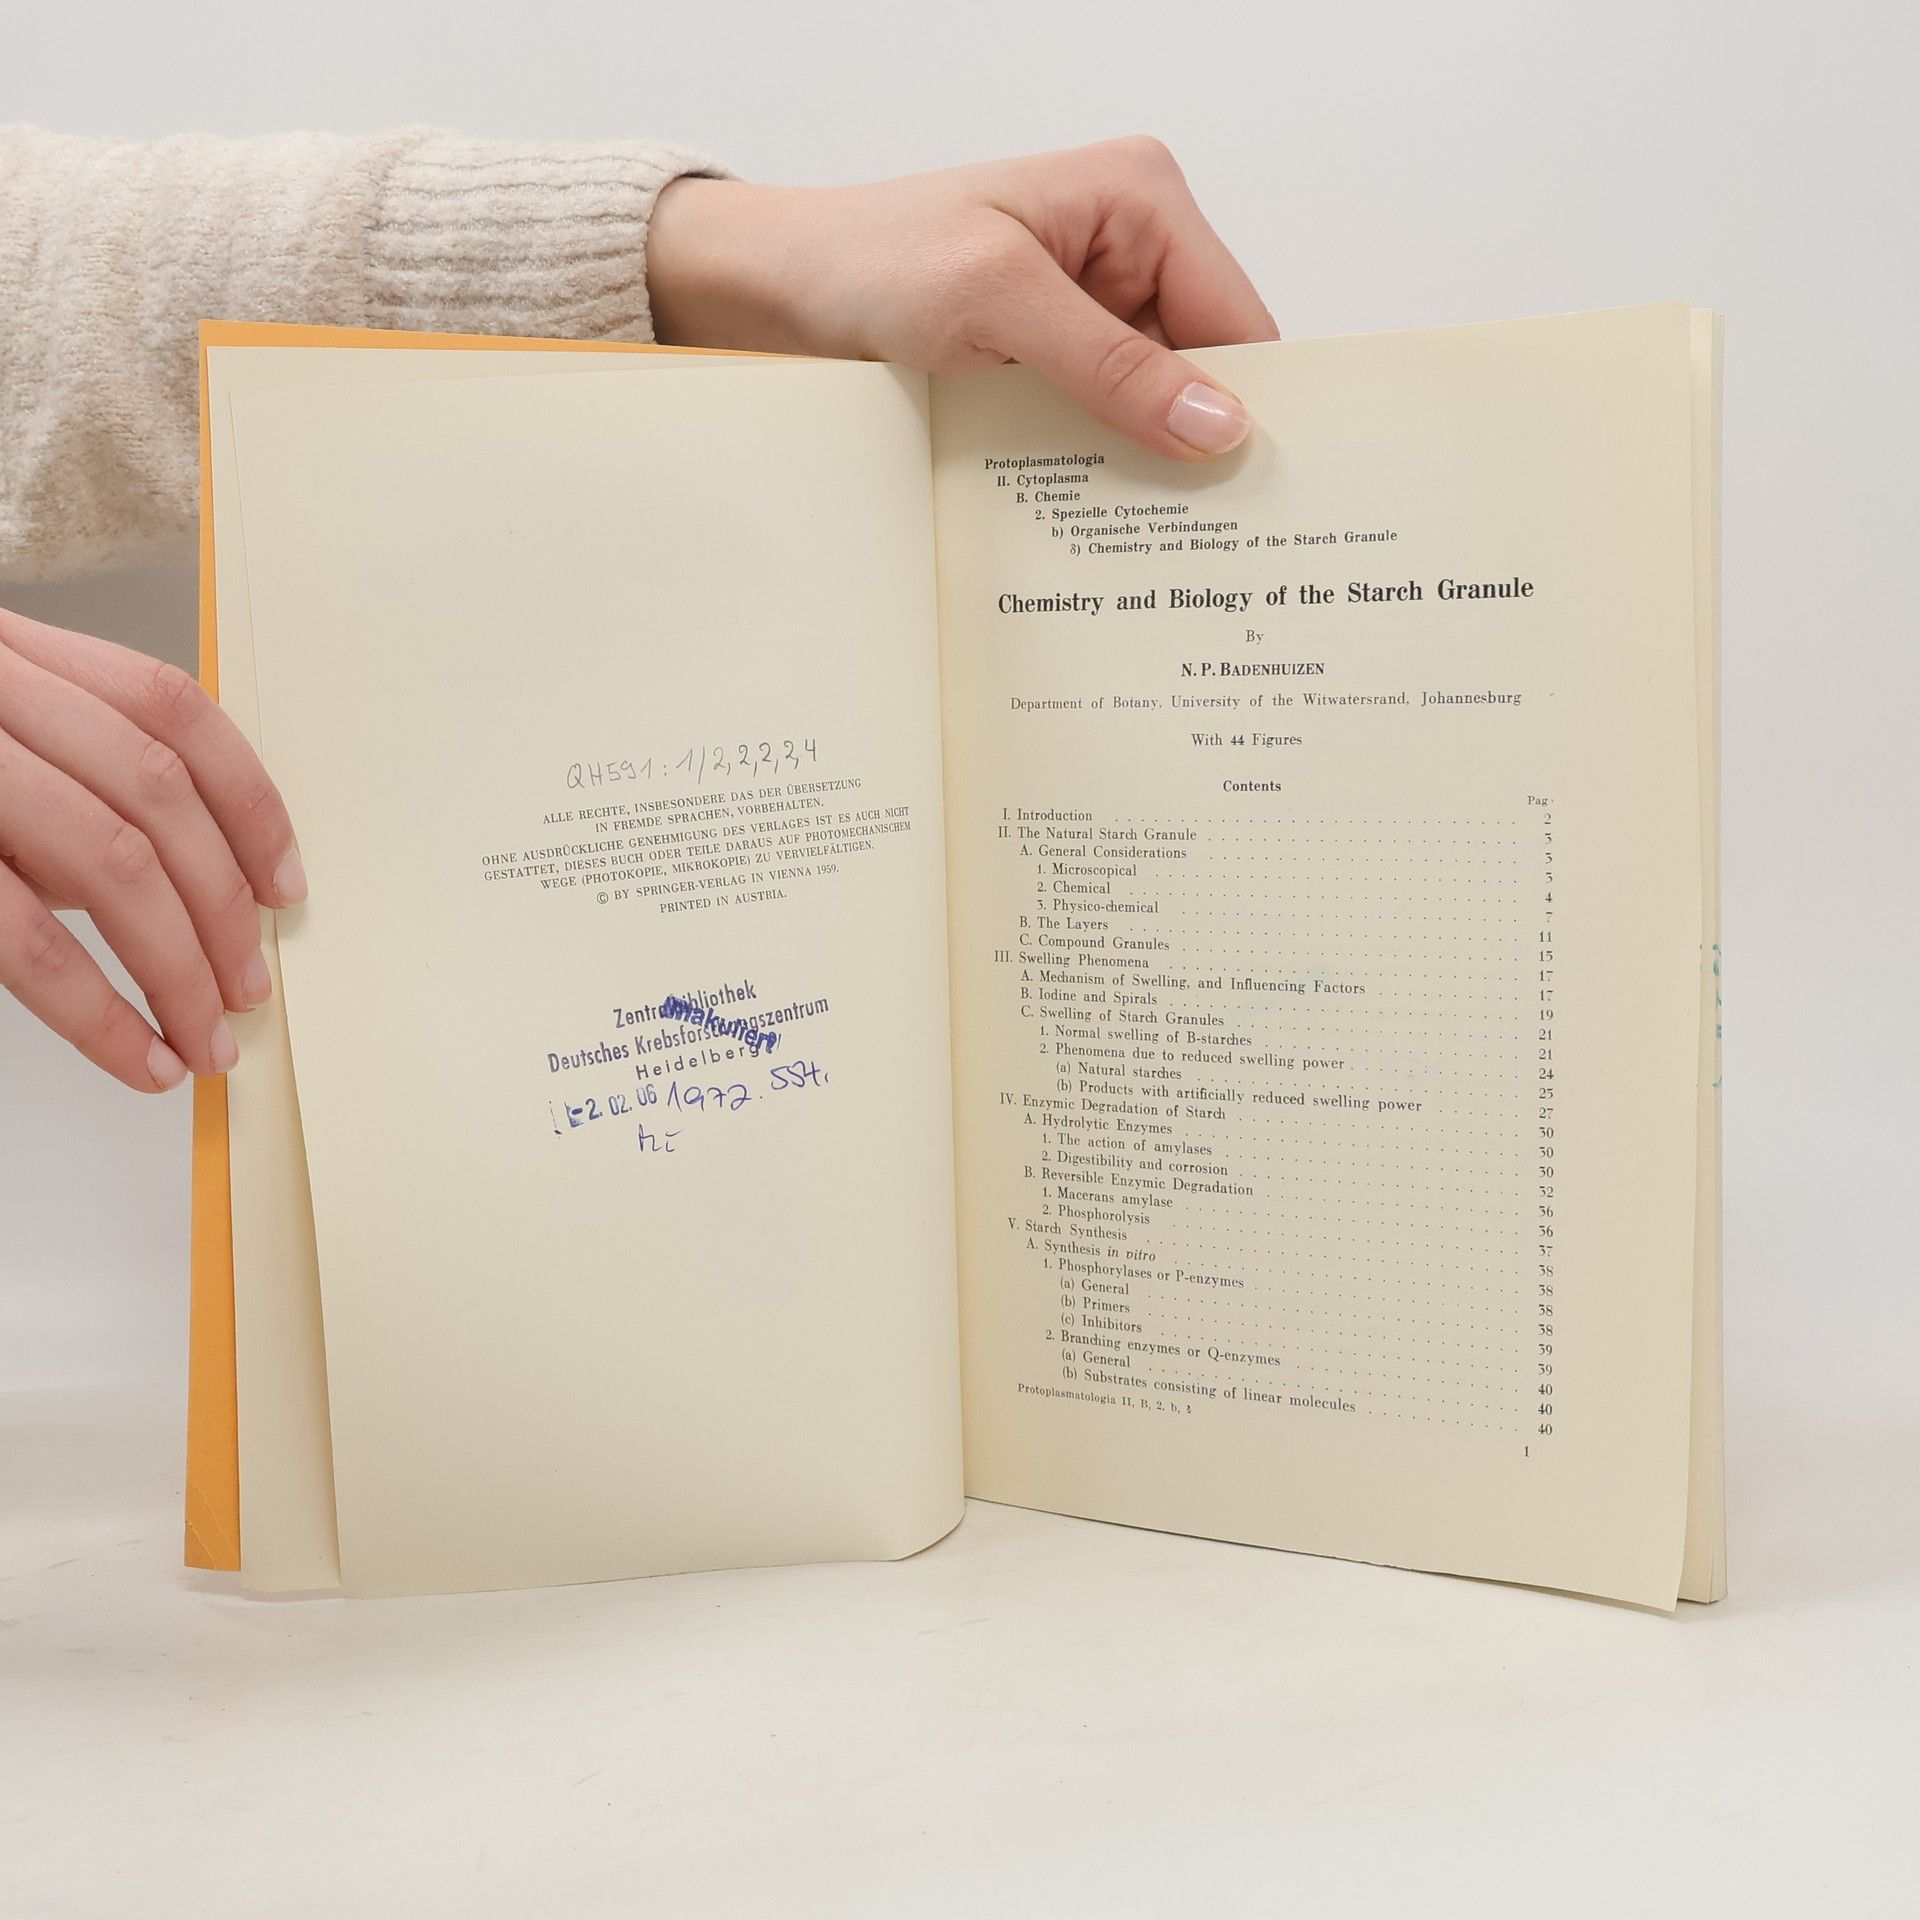 QH591: 1/2,2,2,2,4
ALLE RECHTE, INSBESONDERE DAS DER ÜBERSETZUNG
IN FREMDE SPRACHEN, VORBEHALTEN.
OHNE AUSDRÜCKLICHE GENEHMIGUNG DES VERLAGES IST ES AUCH NICHT
GESTATTET, DIESES BUCH ODER TEILE DARAUS AUF PHOTOMECHANISCHEM
WEGE (PHOTOKOPIE, MIKROKOPIE) ZU VERVIELFÄLTIGEN.
© BY SPRINGER-VERLAG IN VIENNA 1959.
PRINTED IN AUSTRIA.
Zentralbibliothek
Deutsches Krebsforschungszentrum
Heidelberg
-2. 02. 06 1972. 554.
Protoplasmatologia
II. Cytoplasma
B. Chemie
2. Spezielle Cytochemie
b) Organische Verbindungen
δ) Chemistry and Biology of the Starch Granule
Chemistry and Biology of the Starch Granule
By
N. P. BADENHUIZEN
Department of Botany, University of the Witwatersrand, Johannesburg
With 44 Figures
Contents
Pag
I. Introduction 2
II. The Natural Starch Granule 3
A. General Considerations 3
1. Microscopical 3
2. Chemical 4
3. Physico-chemical 7
B. The Layers 11
C. Compound Granules 15
III. Swelling Phenomena 17
A. Mechanism of Swelling, and Influencing Factors 17
B. Iodine and Spirals 19
C. Swelling of Starch Granules 21
1. Normal swelling of B-starches 21
2. Phenomena due to reduced swelling power 24
(a) Natural starches 25
(b) Products with artificially reduced swelling power 27
IV. Enzymic Degradation of Starch 30
A. Hydrolytic Enzymes 30
1. The action of amylases 30
2. Digestibility and corrosion 32
B. Reversible Enzymic Degradation 36
1. Macerans amylase 36
2. Phosphorolysis 37
V. Starch Synthesis 38
A. Synthesis in vitro 38
1. Phosphorylases or P-enzymes 38
(a) General 38
(b) Primers 39
(c) Inhibitors 39
2. Branching enzymes or Q-enzymes 40
(a) General 40
(b) Substrates consisting of linear molecules 40
Protoplasmatologia II, B, 2, b, δ
1